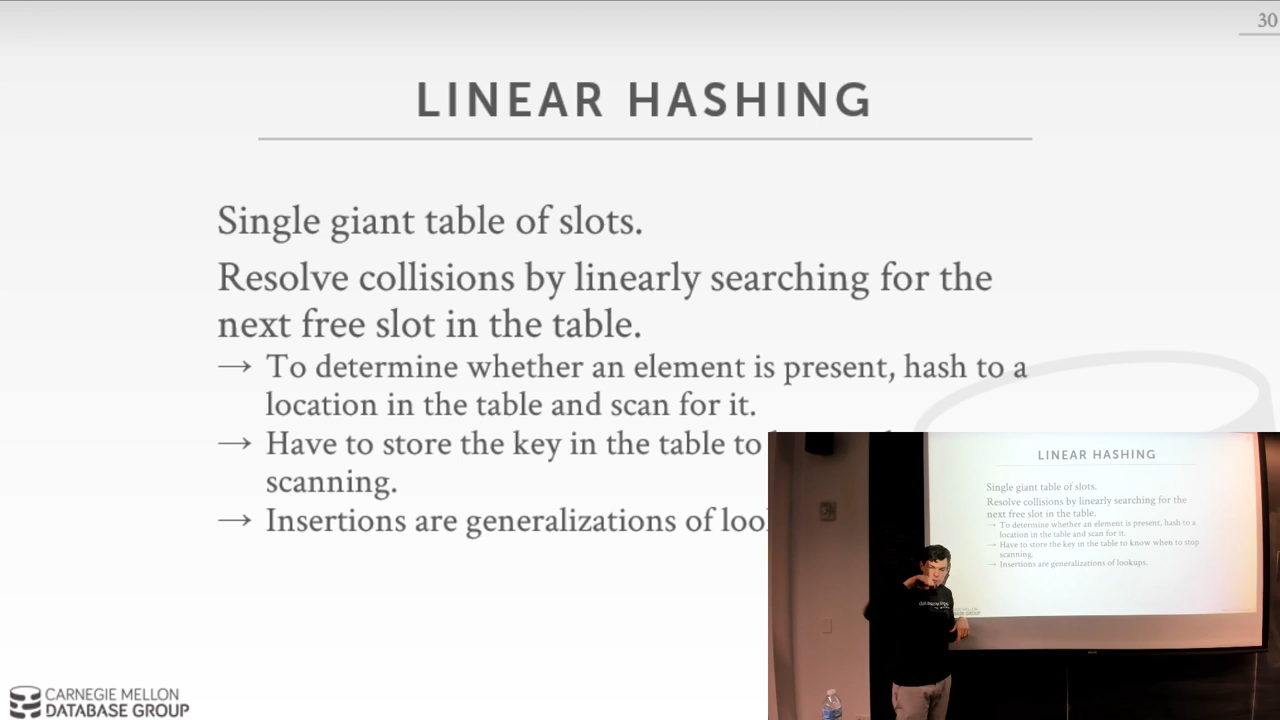 30
LINEAR HASHING
Single giant table of slots.
Resolve collisions by linearly searching for the
next free slot in the table.
→ To determine whether an element is present, hash to a
location in the table and scan for it.
→ Have to store the key in the table to
scanning.
→ Insertions are generalizations of loo
CARNEGIE MELLON
DATABASE GROUP
LINEAR HASHING
Single giant table of slots.
Resolve collisions by linearly searching for the
next free slot in the table.
→ To determine whether an element is present, hash to a
location in the table and scan for it.
→ Have to store the key in the table to know when to stop
scanning.
→ Insertions are generalizations of lookups.